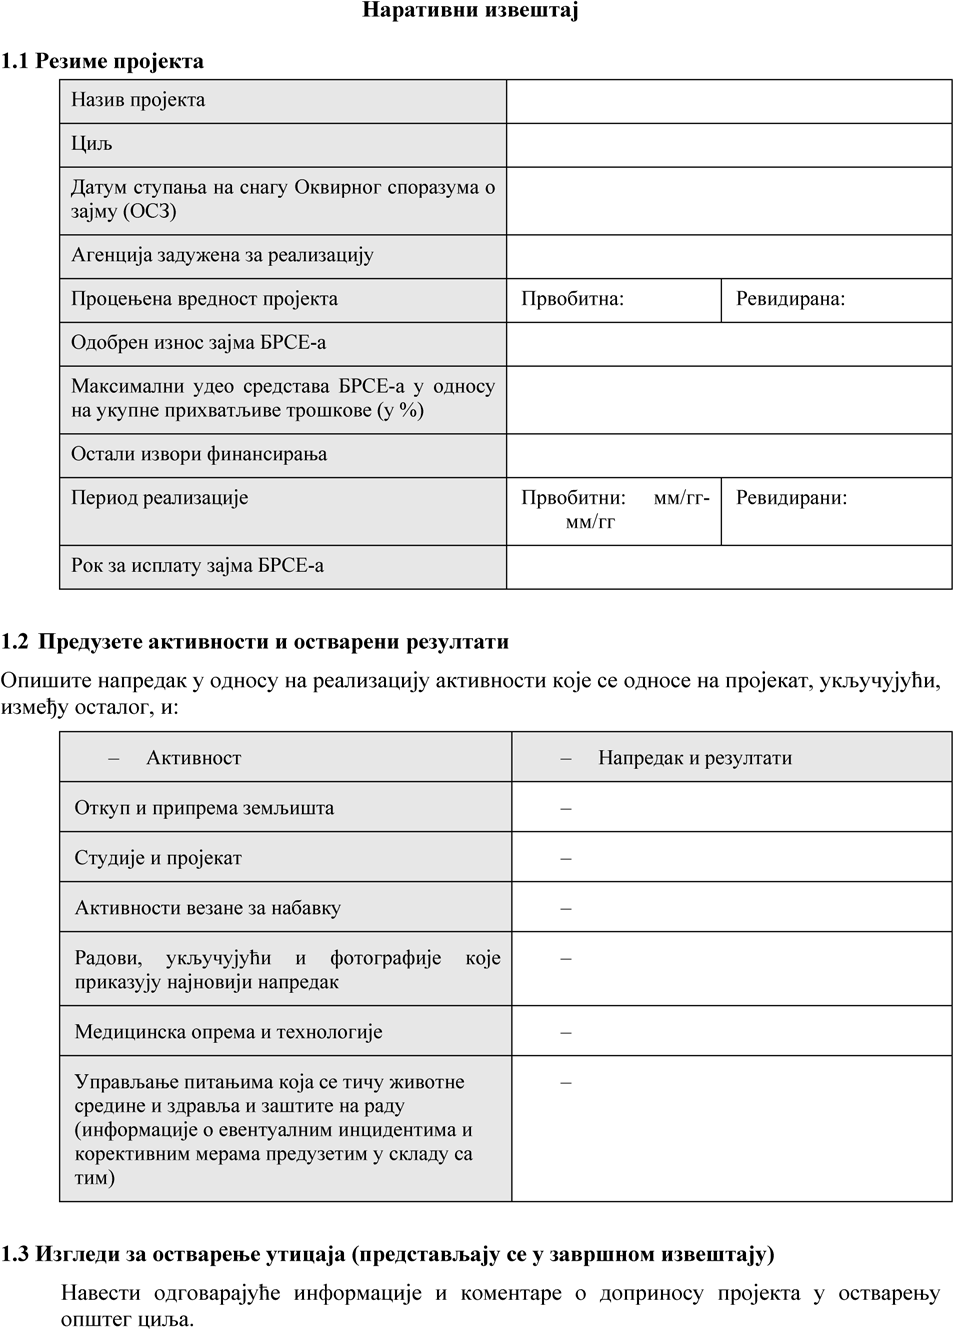 Наративни извештај
1.1 Резиме пројекта
Назив пројекта
Циљ
Датум ступања на снагу Оквирног споразума о
зајму (ОСЗ)
Агенција задужена за реализацију
Процењена вредност пројекта Првобитна: Ревидирана:
Одобрен износ зајма БРСЕ-а
Максимални удео средстава БРСЕ-а у односу
на укупне прихватљиве трошкове (у %)
Остали извори финансирања
Период реализације Првобитни: мм/гг- Ревидирани:
мм/гг
Рок за исплату зајма БРСЕ-а
1.2 Предузете активности и остварени резултати
Опишите напредак у односу на реализацију активности које се односе на пројекат, укључујући,
између осталог, и:
– Активност – Напредак и резултати
Откуп и припрема земљишта –
Студије и пројекат –
Активности везане за набавку –
Радови, укључујући и фотографије које –
приказују најновији напредак
Медицинска опрема и технологије –
Управљање питањима која се тичу животне –
средине и здравља и заштите на раду
(информације о евентуалним инцидентима и
корективним мерама предузетим у складу са
тим)
1.3 Изгледи за остварење утицаја (представљају се у завршном извештају)
Навести одговарајуће информације и коментаре о доприносу пројекта у остварењу
општег циља.